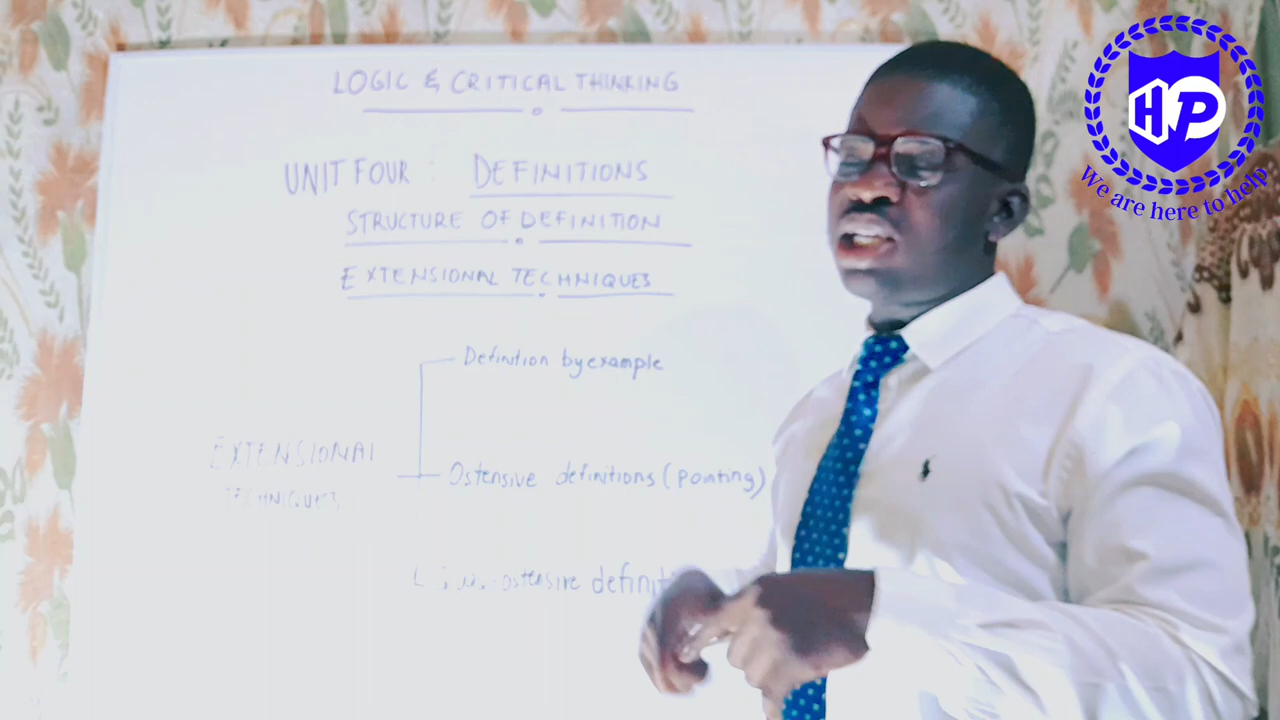 LOGIC & CRITICAL THINKING
UNIT FOUR : DEFINITIONS
STRUCTURE OF DEFINITION
EXTENSIONAL TECHNIQUES
Definition by example
EXTENSIONAL
TECHNIQUES
Ostensive definitions (Pointing)
ostensive
HP
We are here to help